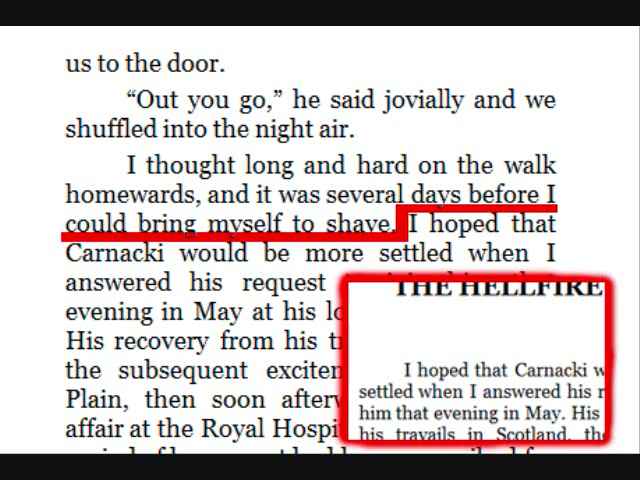 us to the door.
“Out you go,” he said jovially and we
shuffled into the night air.
I thought long and hard on the walk
homewards, and it was several days before I
could bring myself to shave. I hoped that
Carnacki would be more settled when I
answered his request
evening in May at his
His recovery from his
the subsequent
Plain, then soon
affair at the Royal
THE HELLFIRE
I hoped that Carnacki
settled when I answered his
him that evening in May. His
his travails in Scotland,